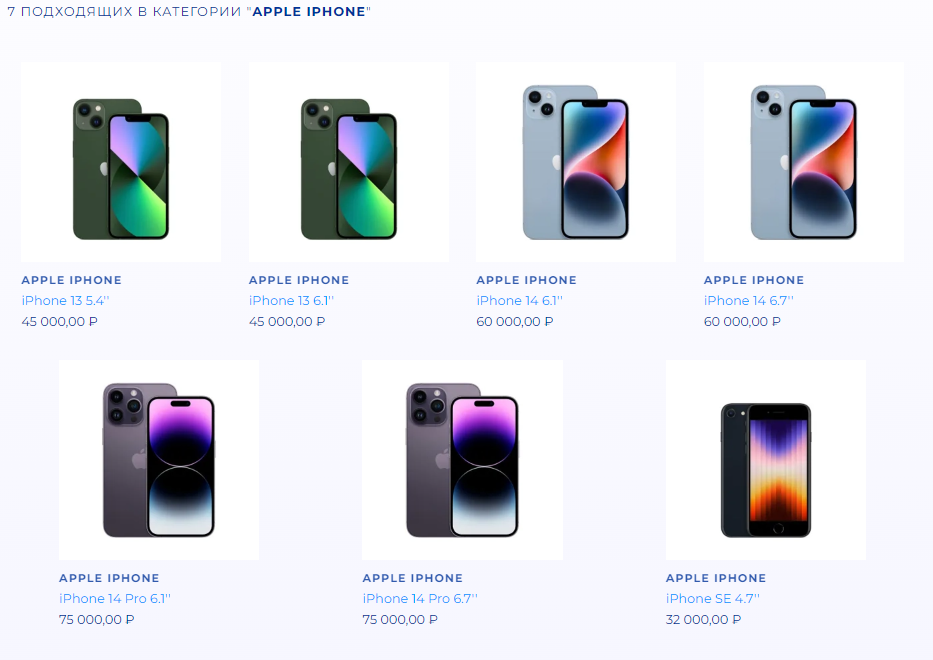 7 ПОДХОДЯЩИХ В КАТЕГОРИИ "APPLE IPHONE"
APPLE IPHONE
iPhone 13 5.4''
45 000,00 ₽
APPLE IPHONE
iPhone 13 6.1''
45 000,00 ₽
APPLE IPHONE
iPhone 14 6.1''
60 000,00 ₽
APPLE IPHONE
iPhone 14 6.7''
60 000,00 ₽
APPLE IPHONE
iPhone 14 Pro 6.1''
75 000,00 ₽
APPLE IPHONE
iPhone 14 Pro 6.7''
75 000,00 ₽
APPLE IPHONE
iPhone SE 4.7''
32 000,00 ₽